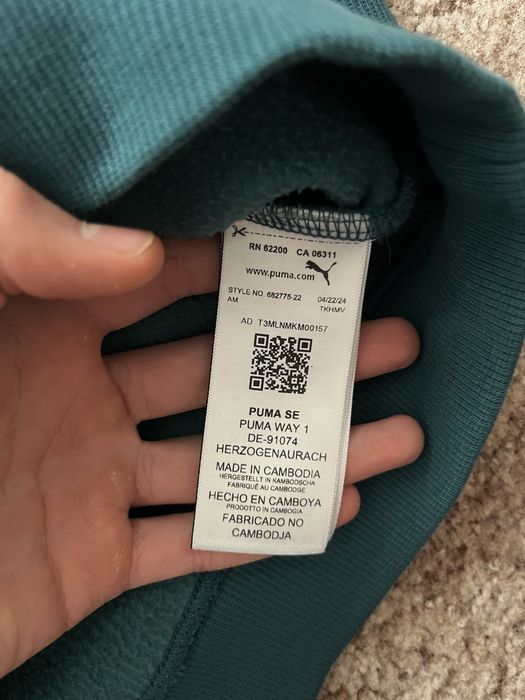 RN 62200 CA 06311
www.puma.com
STYLE NO. 682775-22 04/22/24
AM TKHMV
AD T3MLNMKM00157
PUMA SE
PUMA WAY 1
DE-91074
HERZOGENAURACH
MADE IN CAMBODIA
HERGESTELLT IN KAMBODSCHA
FABRIQUÉ AU CAMBODGE
HECHO EN CAMBOYA
PRODOTTO IN CAMBOGIA
FABRICADO NO
CAMBODJA